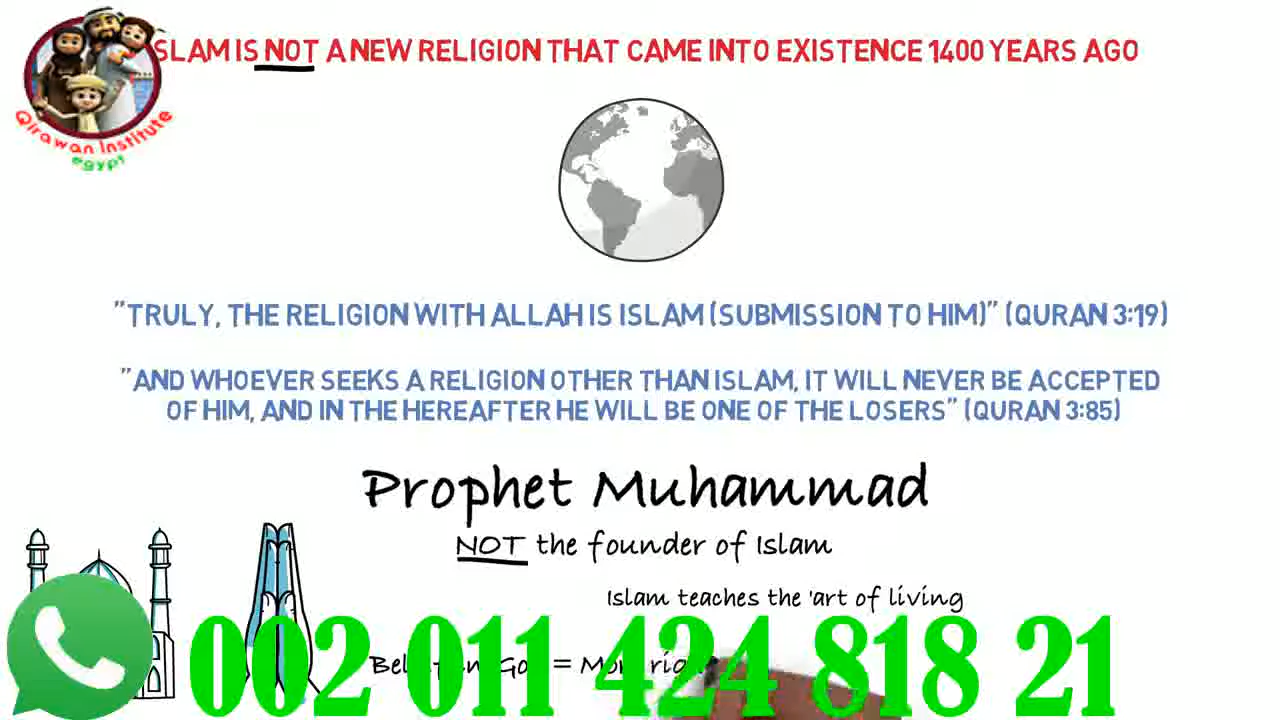 SLAM IS NOT A NEW RELIGION THAT CAME INTO EXISTENCE 1400 YEARS AGO
Qirawan Institute
egypt
"TRULY, THE RELIGION WITH ALLAH IS ISLAM (SUBMISSION TO HIM)" (QURAN 3:19)
"AND WHOEVER SEEKS A RELIGION OTHER THAN ISLAM, IT WILL NEVER BE ACCEPTED
OF HIM, AND IN THE HEREAFTER HE WILL BE ONE OF THE LOSERS" (QURAN 3:85)
Prophet Muhammad
NOT the founder of Islam
Islam teaches the 'art of living
002 011 424 818 21
=